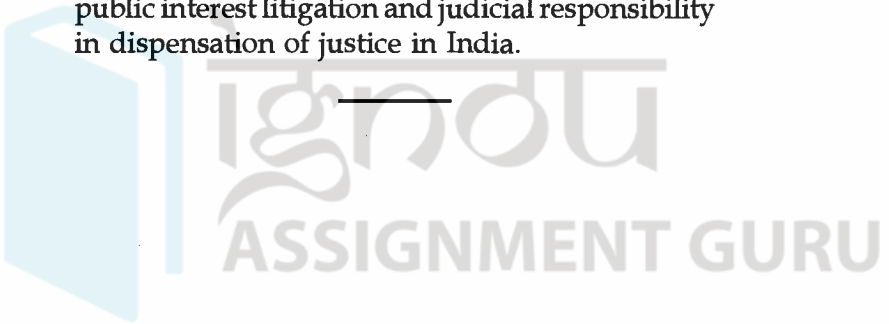 public interest litigation and judicial responsibility
in dispensation of justice in India.
ignou
ASSIGNMENT GURU